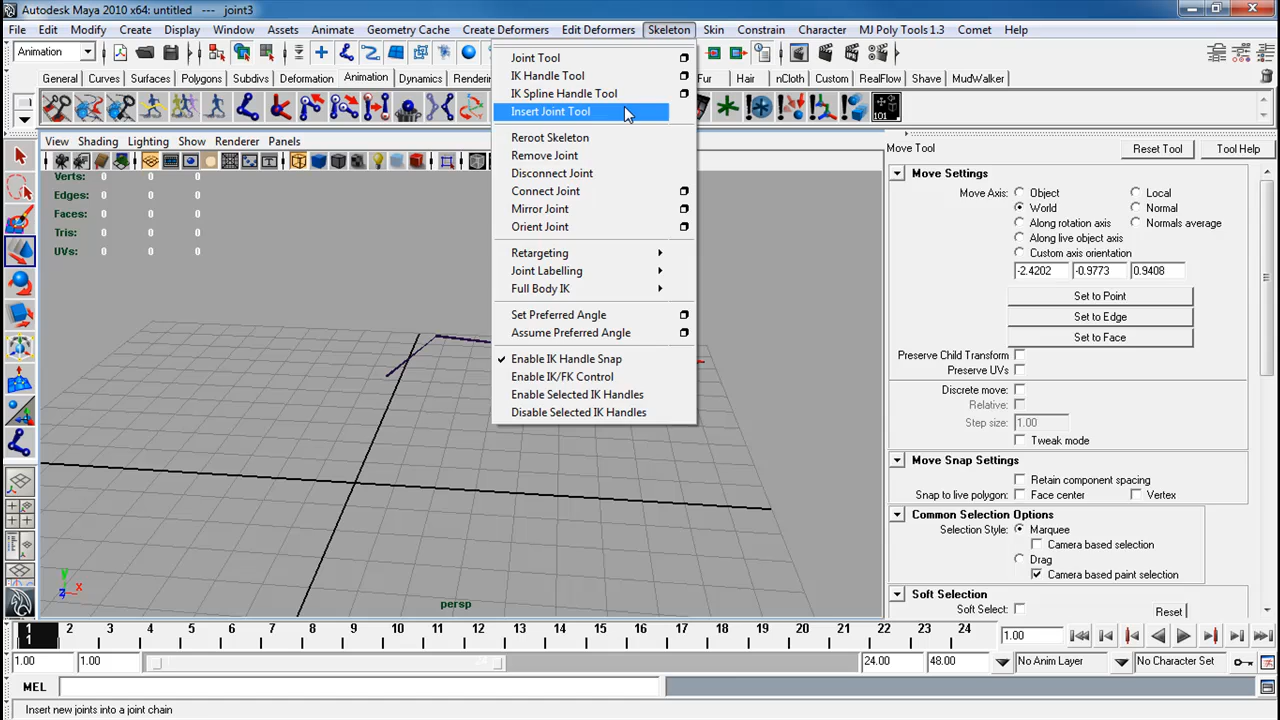 Autodesk Maya 2010 x64: untitled --- joint3
File Edit Modify Create Display Window Assets Animate Geometry Cache Create Deformers Edit Deformers Skeleton Skin Constrain Character MJ Poly Tools 1.3 Comet Help
Animation
General Curves Surfaces Polygons Subdivs Deformation Animation Dynamics Fur Hair nCloth Custom RealFlow Shave MudWalker
101
View Shading Lighting Show Renderer Panels
Verts: 0 0 0
Edges: 0 0 0
Faces: 0 0 0
Tris: 0 0 0
UVs: 0 0 0
Joint Tool
IK Handle Tool
IK Spline Handle Tool
Insert Joint Tool
Reroot Skeleton
Remove Joint
Disconnect Joint
Connect Joint
Mirror Joint
Orient Joint
Retargeting
Joint Labelling
Full Body IK
Set Preferred Angle
Assume Preferred Angle
Enable IK Handle Snap
Enable IK/FK Control
Enable Selected IK Handles
Disable Selected IK Handles
y
x
z
persp
Move Tool Reset Tool Tool Help
Move Settings
Move Axis: Object Local
World Normal
Along rotation axis Normals average
Along live object axis
Custom axis orientation
-2.4202 -0.9773 0.9408
Set to Point
Set to Edge
Set to Face
Preserve Child Transform
Preserve UVs
Discrete move:
Relative:
Step size: 1.00
Tweak mode
Move Snap Settings
Retain component spacing
Snap to live polygon: Face center Vertex
Common Selection Options
Selection Style: Marquee
Camera based selection
Drag
Camera based paint selection
Soft Selection
Soft Select: Reset
1 2 3 4 5 6 7 8 9 10 11 12 13 14 15 16 17 18 19 20 21 22 23 24 1.00
1
1.00 1.00 24.00 48.00 No Anim Layer No Character Set
MEL
Insert new joints into a joint chain